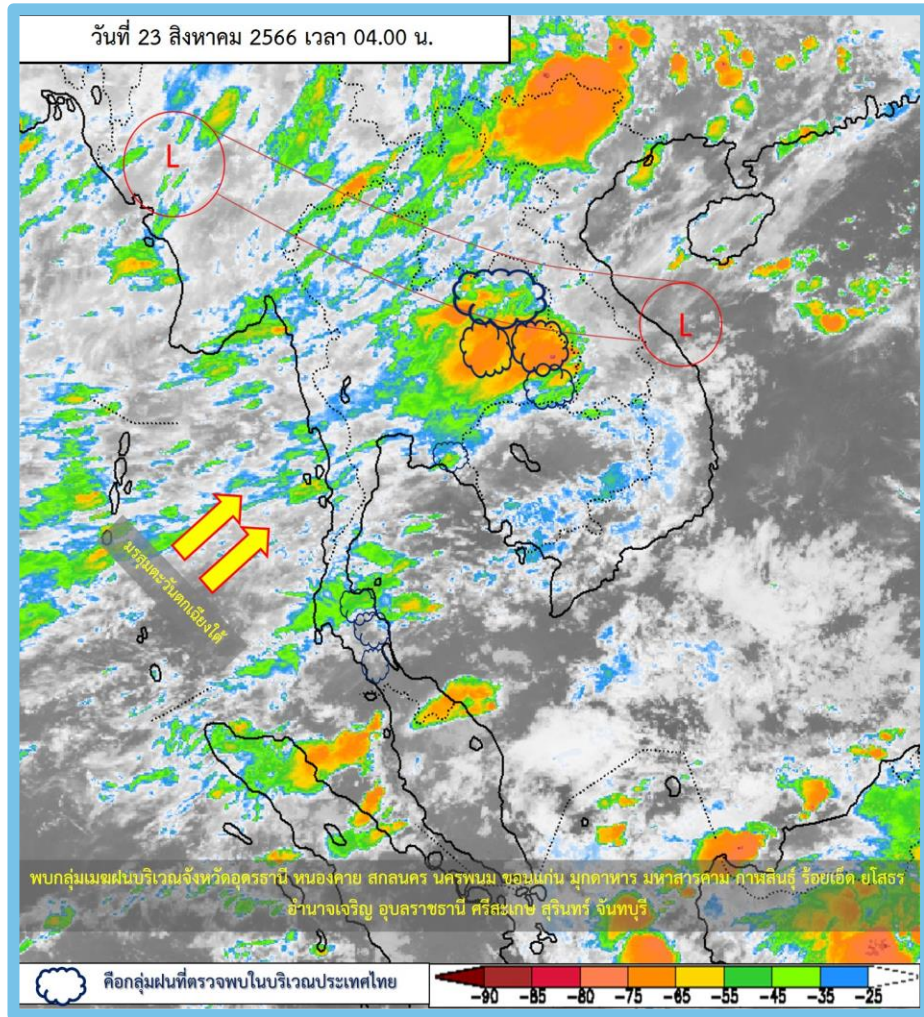 วันที่ 23 สิงหาคม 2566 เวลา 04.00 น.
L
L
มรสุมตะวันตกเฉียงใต้
พบกลุ่มเมฆฝนบริเวณจังหวัดอุดรธานี หนองคาย สกลนคร นครพนม ขอนแก่น มุกดาหาร มหาสารคาม กาฬสินธุ์ ร้อยเอ็ด ยโสธร
อำนาจเจริญ อุบลราชธานี ศรีสะเกษ สุรินทร์ จันทบุรี
คือกลุ่มฝนที่ตรวจพบในบริเวณประเทศไทย
-90 -85 -80 -75 -65 -55 -45 -35 -25